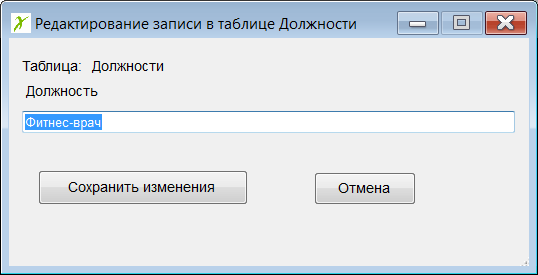 Редактирование записи в таблице Должности
Таблица: Должности
Должность
Фитнес-врач
Сохранить изменения
Отмена